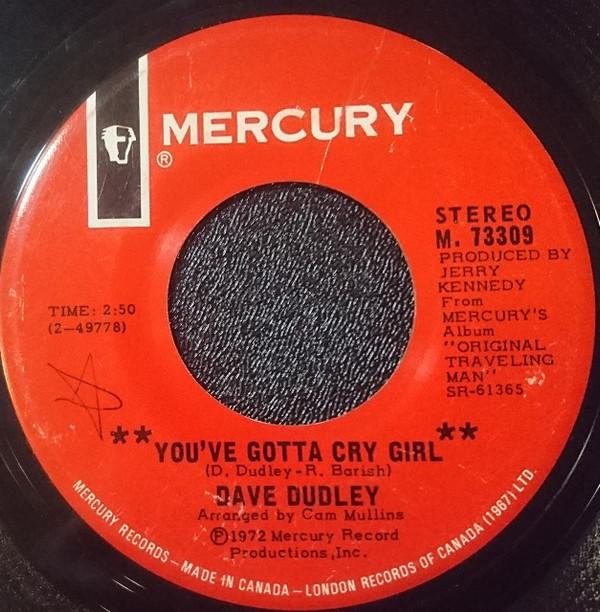 MERCURY
®
STEREO
M. 73309
PRODUCED BY
JERRY
KENNEDY
From
MERCURY'S
Album
"ORIGINAL
TRAVELING
MAN"
SR-61365
TIME: 2:50
(2-49778)
**YOU'VE GOTTA CRY GIRL**
(D. Dudley-R. Barish)
DAVE DUDLEY
Arranged by Cam Mullins
℗1972 Mercury Record
Productions,Inc.
MERCURY RECORDS-MADE IN CANADA-LONDON RECORDS OF CANADA (1967) LTD.